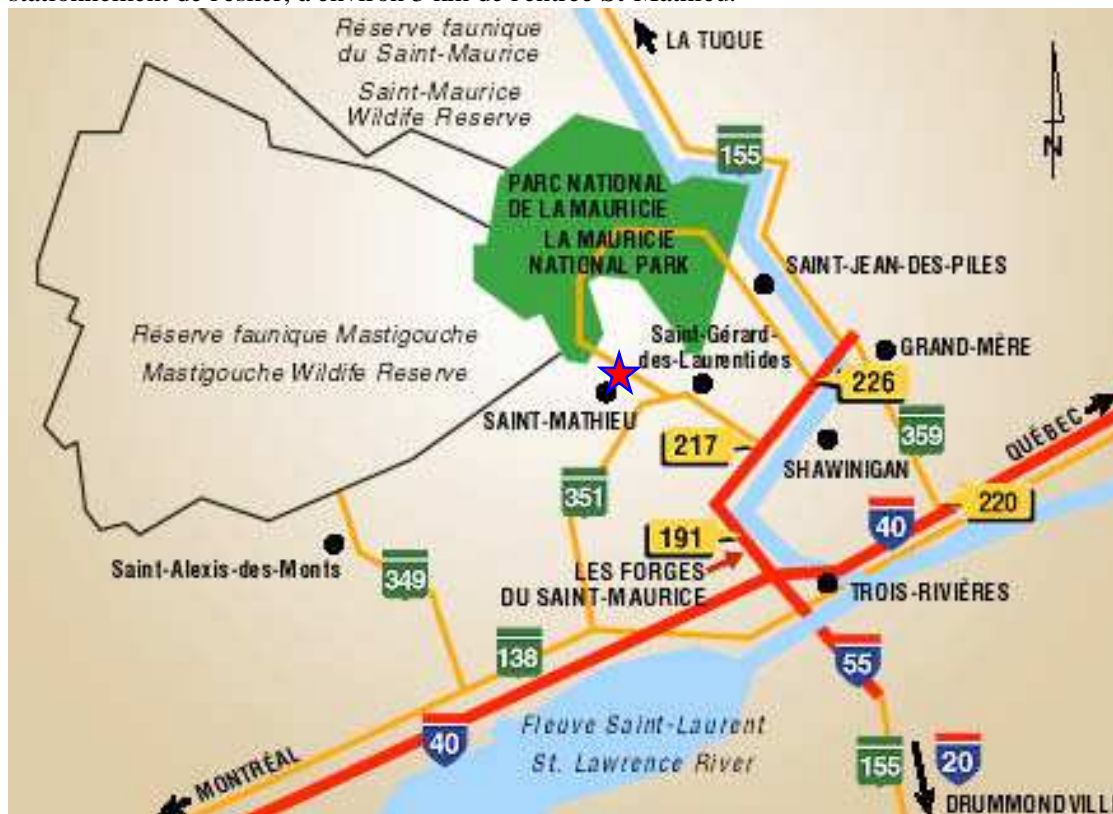 Réserve faunique
du Saint-Maurice
Saint-Maurice
Wildife Reserve
LA TUQUE
155
N
PARC NATIONAL
DE LA MAURICIE
LA MAURICIE
NATIONAL PARK
SAINT-JEAN-DES-PILES
Réserve faunique Mastigouche
Mastigouche Wildife Reserve
Saint-Gérard-
des-Laurentides
GRAND-MÈRE
226
SAINT-MATHIEU
217
SHAWINIGAN
359
QUÉBEC
351
220
191
40
Saint-Alexis-des-Monts
349
LES FORGES
DU SAINT-MAURICE
TROIS-RIVIÈRES
138
55
40
Fleuve Saint-Laurent
St. Lawrence River
MONTRÉAL
155
20
DRUMMONDVILL